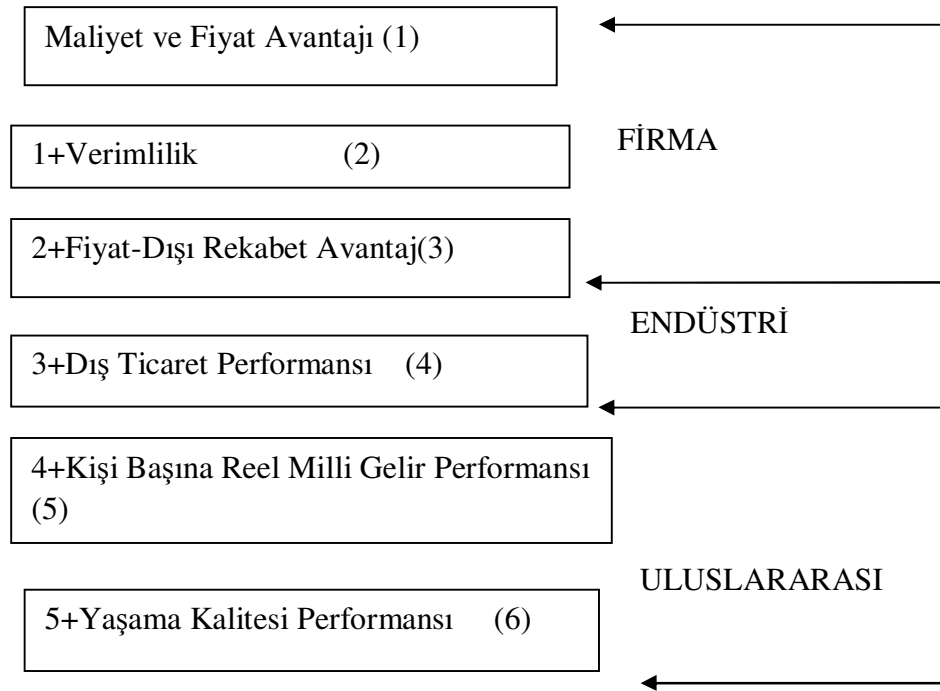 Maliyet ve Fiyat Avantajı (1)
1+Verimlilik (2)
FİRMA
2+Fiyat-Dışı Rekabet Avantaj(3)
ENDÜSTRİ
3+Dış Ticaret Performansı (4)
4+Kişi Başına Reel Milli Gelir Performansı
(5)
ULUSLARARASI
5+Yaşama Kalitesi Performansı (6)